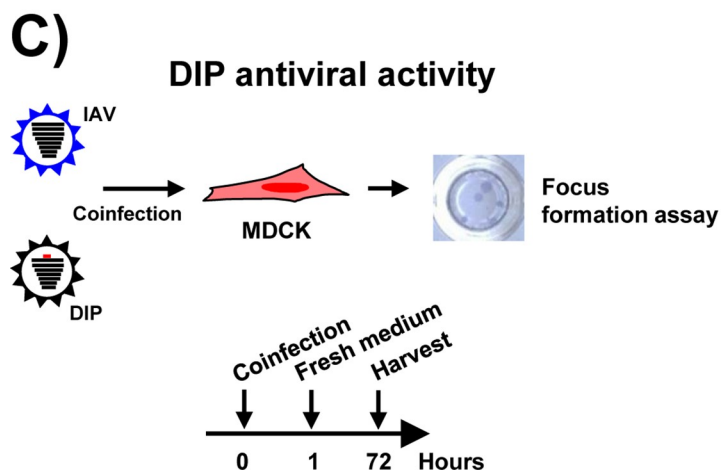 C)
DIP antiviral activity
IAV
Coinfection
MDCK
Focus
formation assay
DIP
Coinfection
Fresh medium
Harvest
0 1 72 Hours